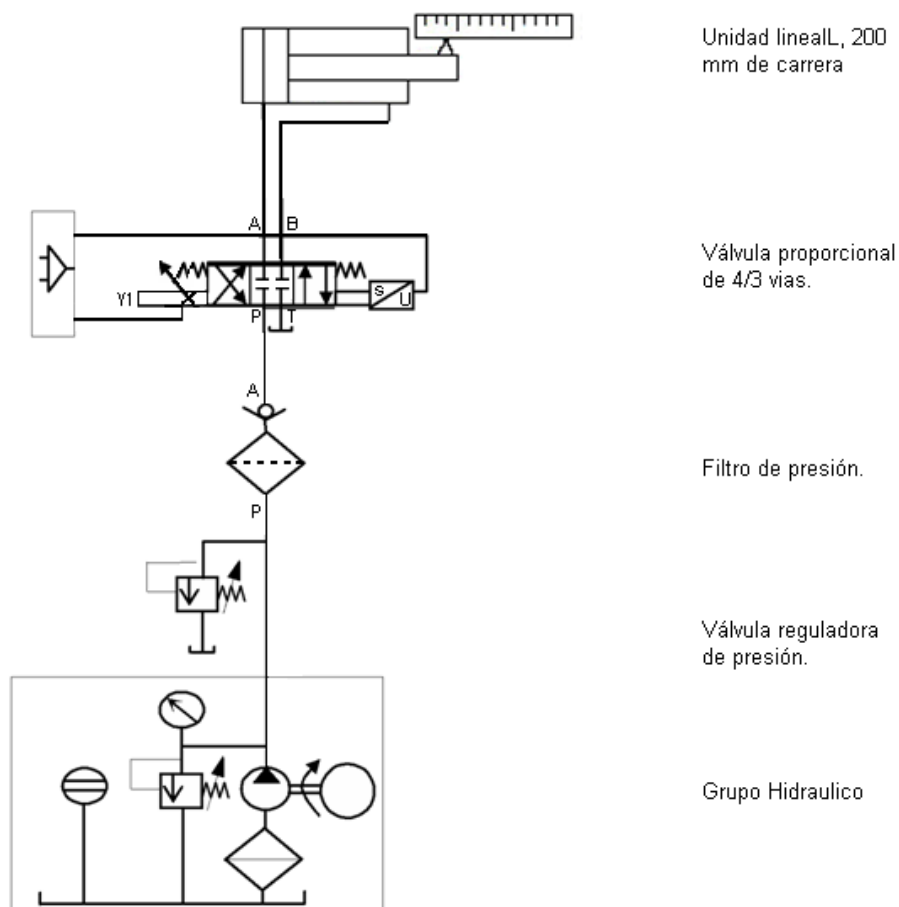 Unidad linealL, 200
mm de carrera
A B
Válvula proporcional
de 4/3 vias.
Y1
S
U
P T
A
Filtro de presión.
P
Válvula reguladora
de presión.
Grupo Hidraulico